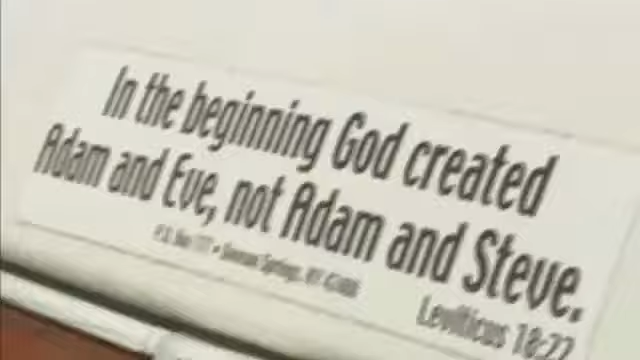 In the beginning God created
Adam and Eve, not Adam and Steve.
Leviticus 18:22